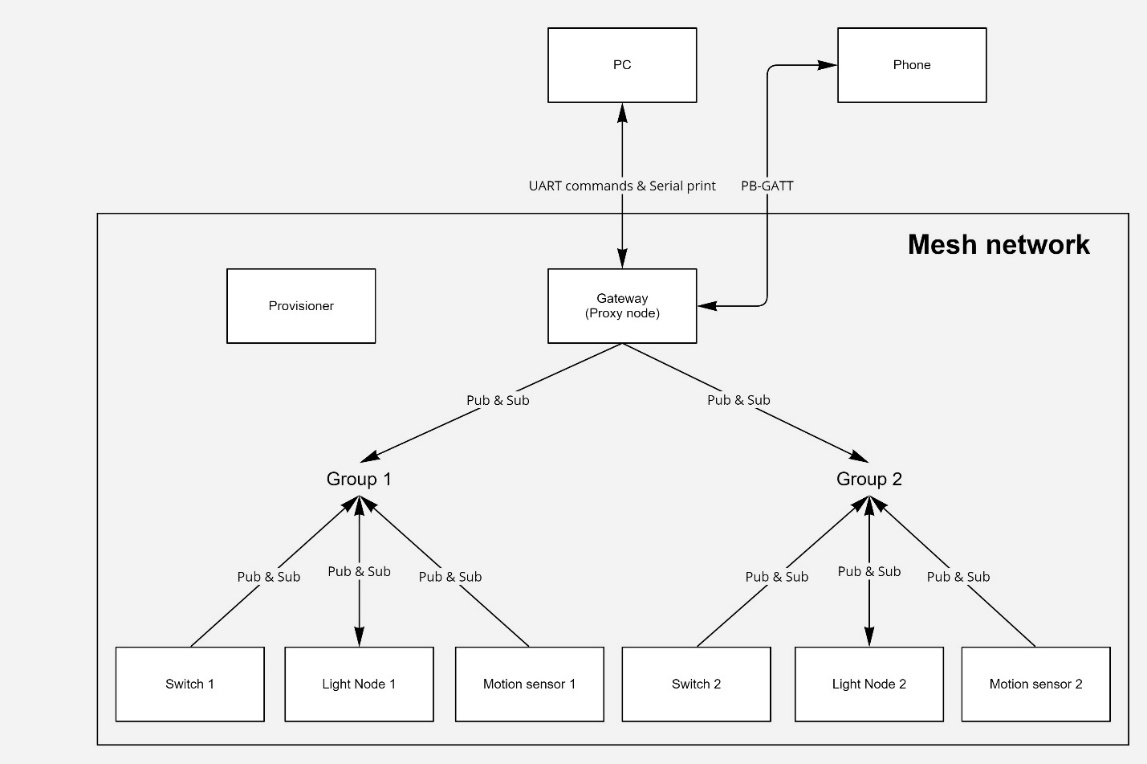 PC
Phone
UART commands & Serial print
PB-GATT
Mesh network
Provisioner
Gateway
(Proxy node)
Pub & Sub
Pub & Sub
Group 1
Group 2
Pub & Sub
Pub & Sub
Pub & Sub
Pub & Sub
Pub & Sub
Pub & Sub
Switch 1
Light Node 1
Motion sensor 1
Switch 2
Light Node 2
Motion sensor 2